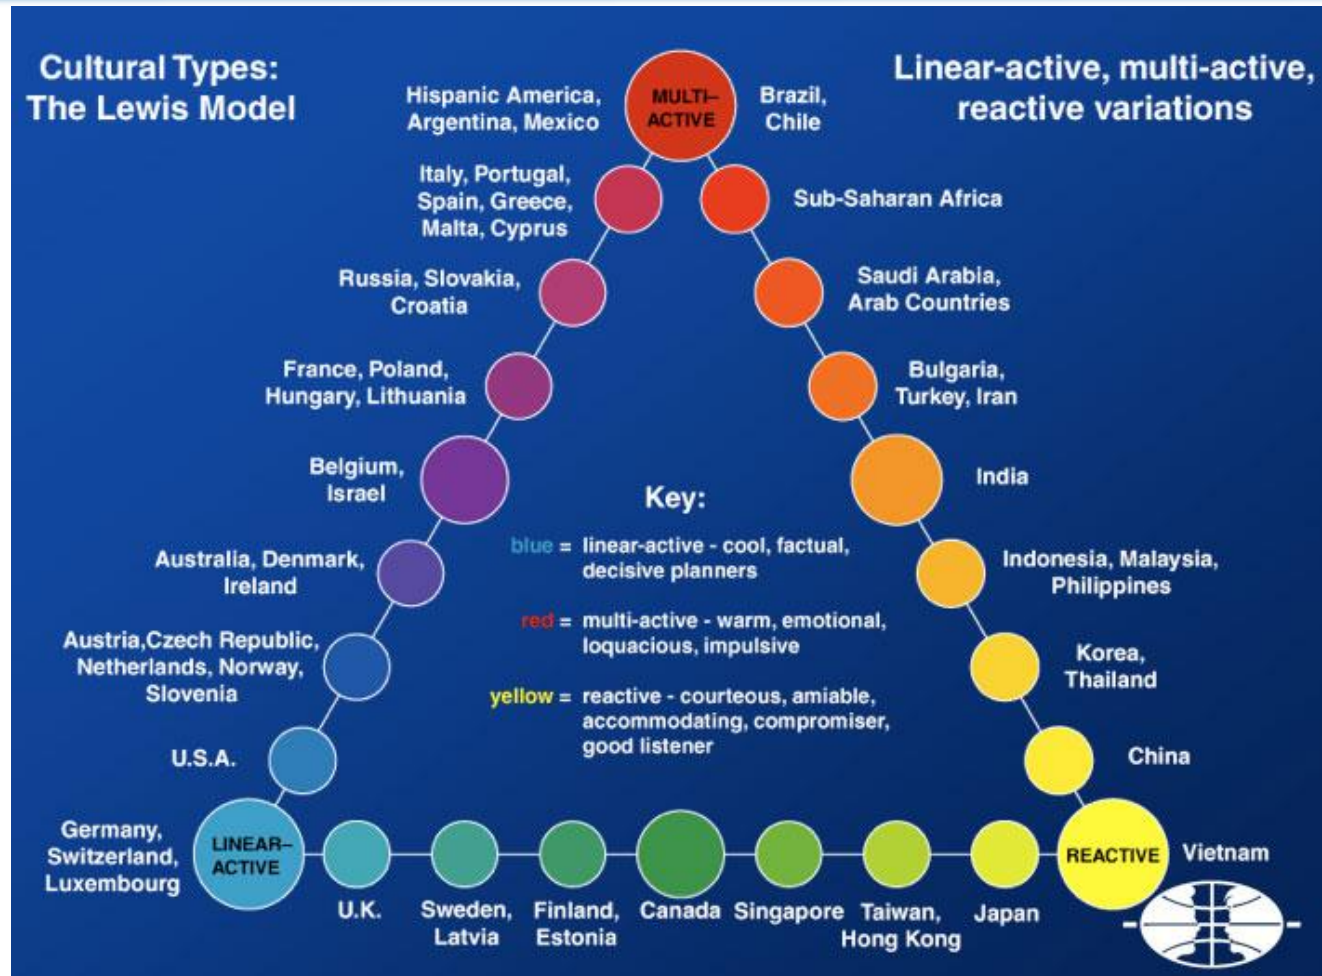 Cultural Types:
The Lewis Model
Linear-active, multi-active,
reactive variations
MULTI–
ACTIVE
Hispanic America,
Argentina, Mexico
Brazil,
Chile
Italy, Portugal,
Spain, Greece,
Malta, Cyprus
Sub-Saharan Africa
Russia, Slovakia,
Croatia
Saudi Arabia,
Arab Countries
France, Poland,
Hungary, Lithuania
Bulgaria,
Turkey, Iran
Belgium,
Israel
India
Key:
blue = linear-active - cool, factual,
decisive planners
red = multi-active - warm, emotional,
loquacious, impulsive
yellow = reactive - courteous, amiable,
accommodating, compromiser,
good listener
Australia, Denmark,
Ireland
Indonesia, Malaysia,
Philippines
Austria,Czech Republic,
Netherlands, Norway,
Slovenia
Korea,
Thailand
U.S.A.
China
Germany,
Switzerland,
Luxembourg
LINEAR–
ACTIVE
REACTIVE
Vietnam
U.K.
Sweden,
Latvia
Finland,
Estonia
Canada
Singapore
Taiwan,
Hong Kong
Japan